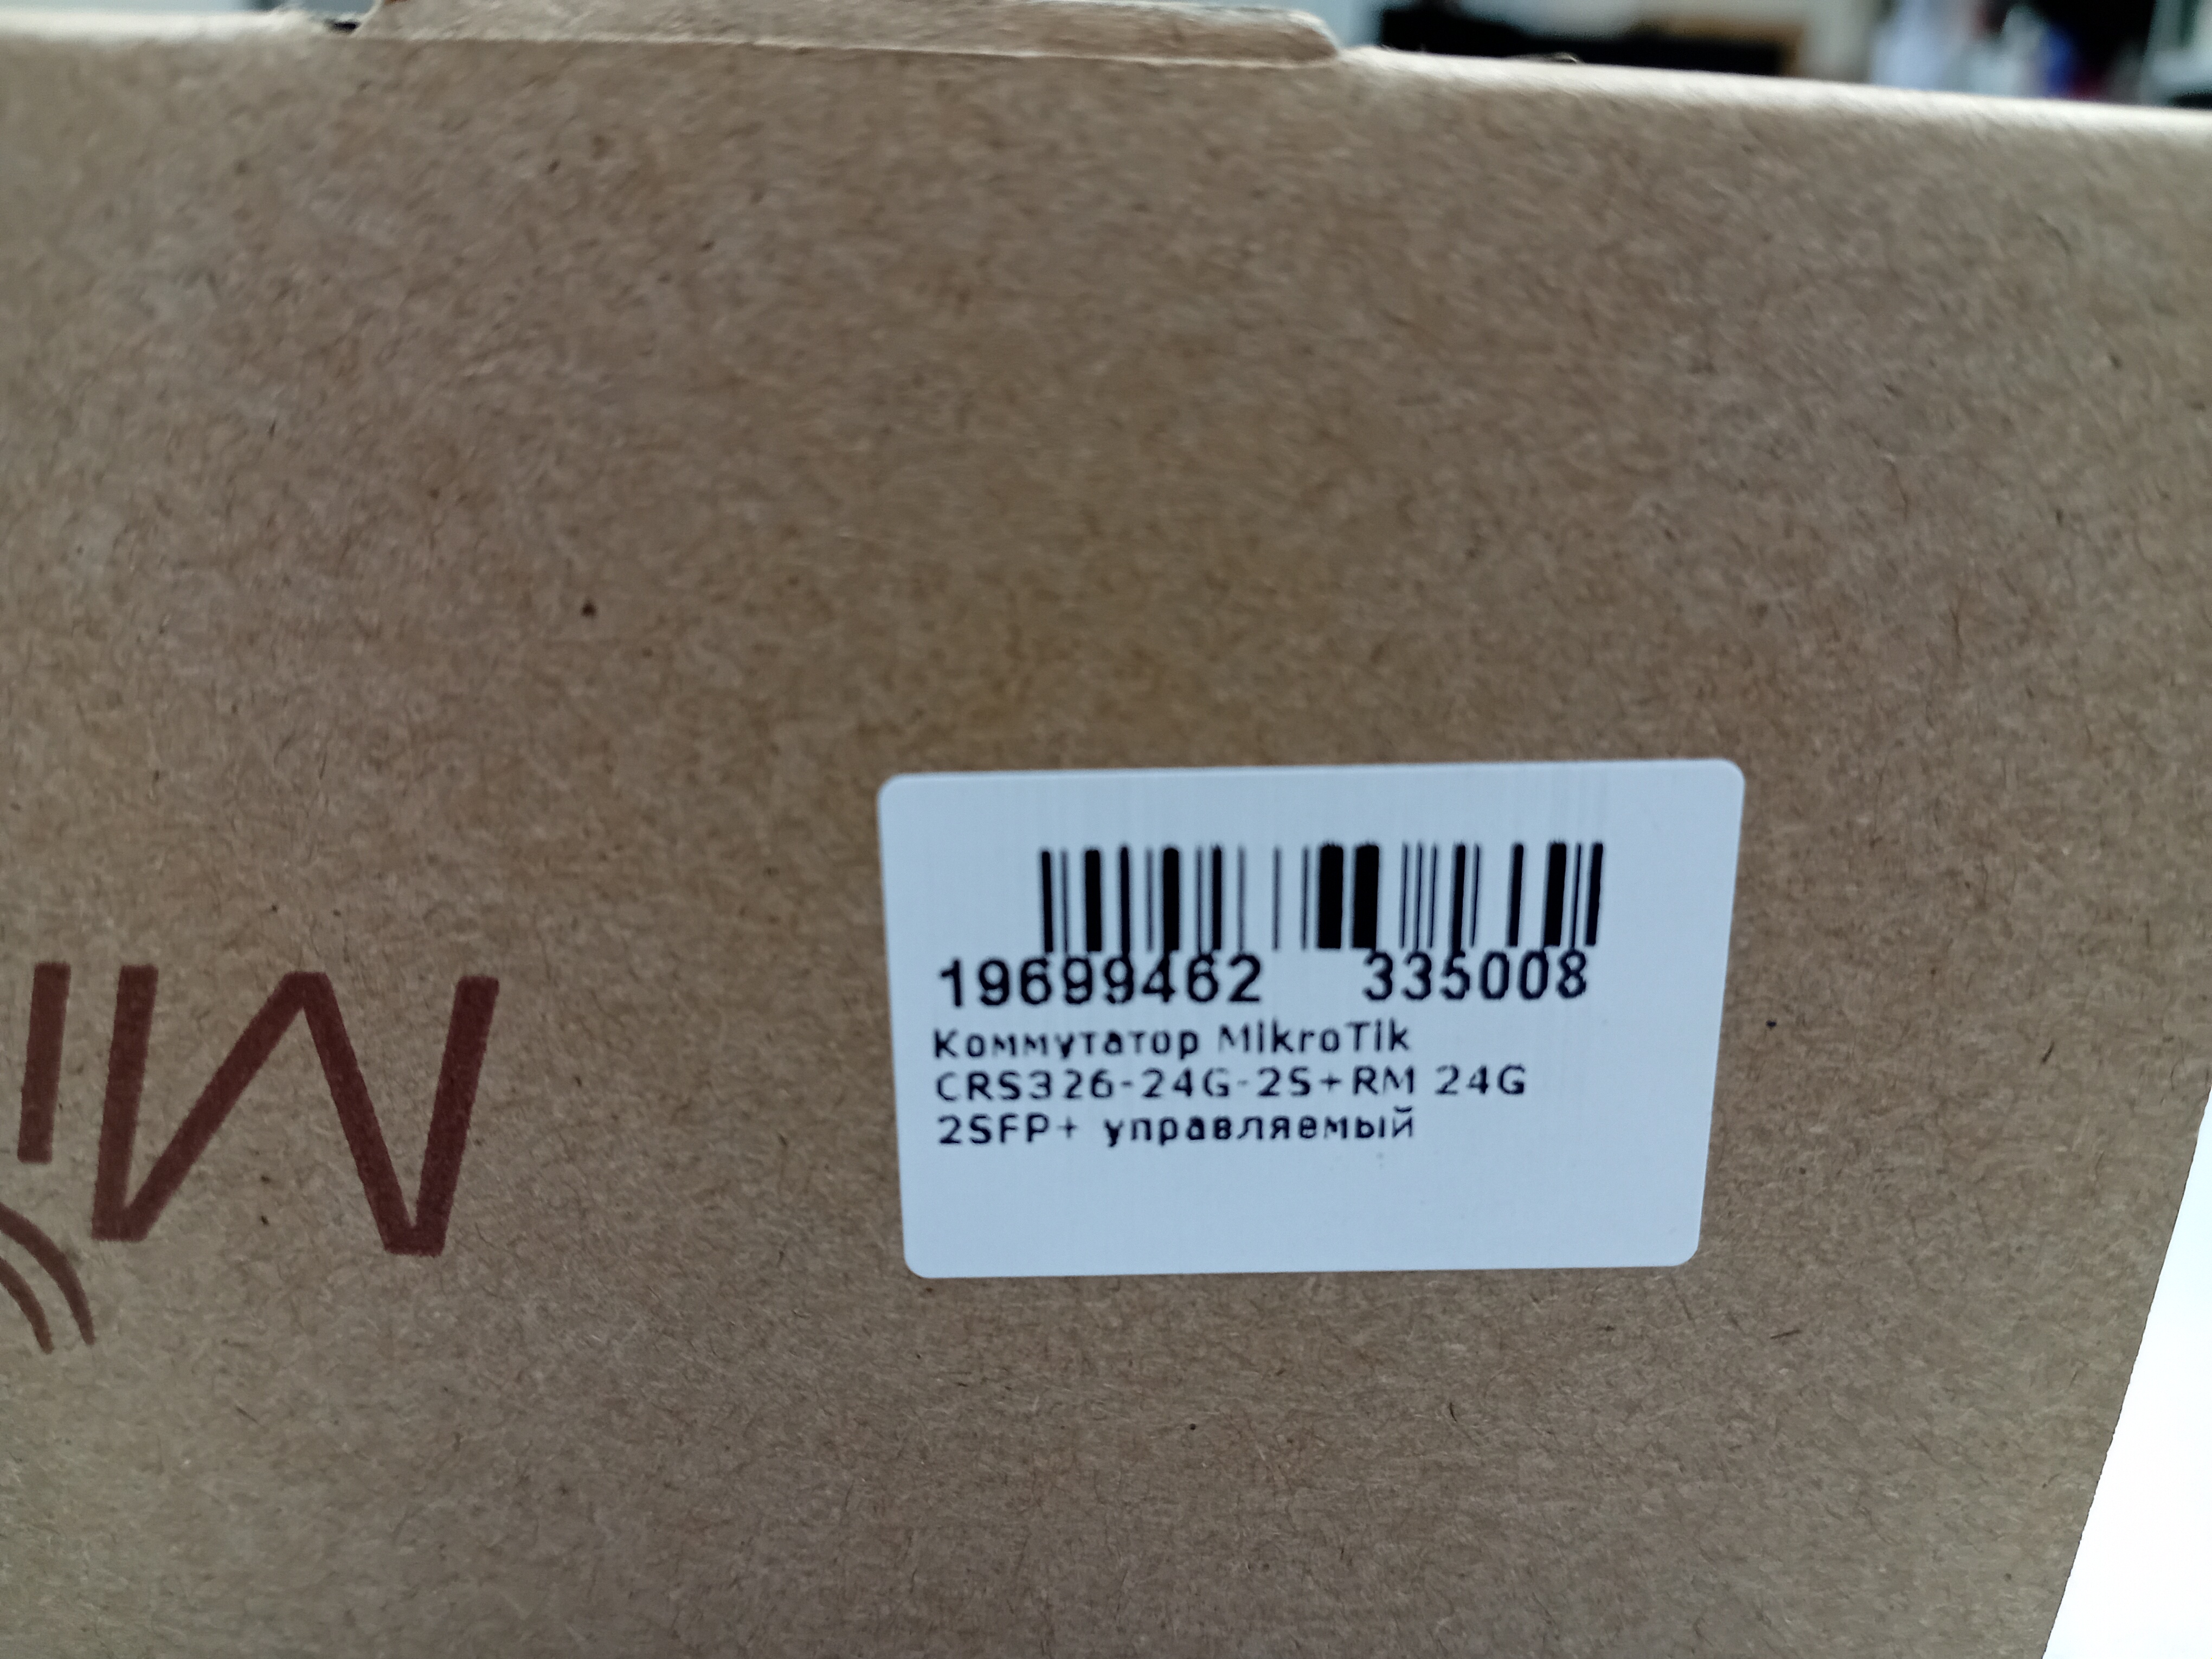 19699462 335008
Коммутатор MikroTik
CRS326-24G-2S+RM 24G
2SFP+ управляемый